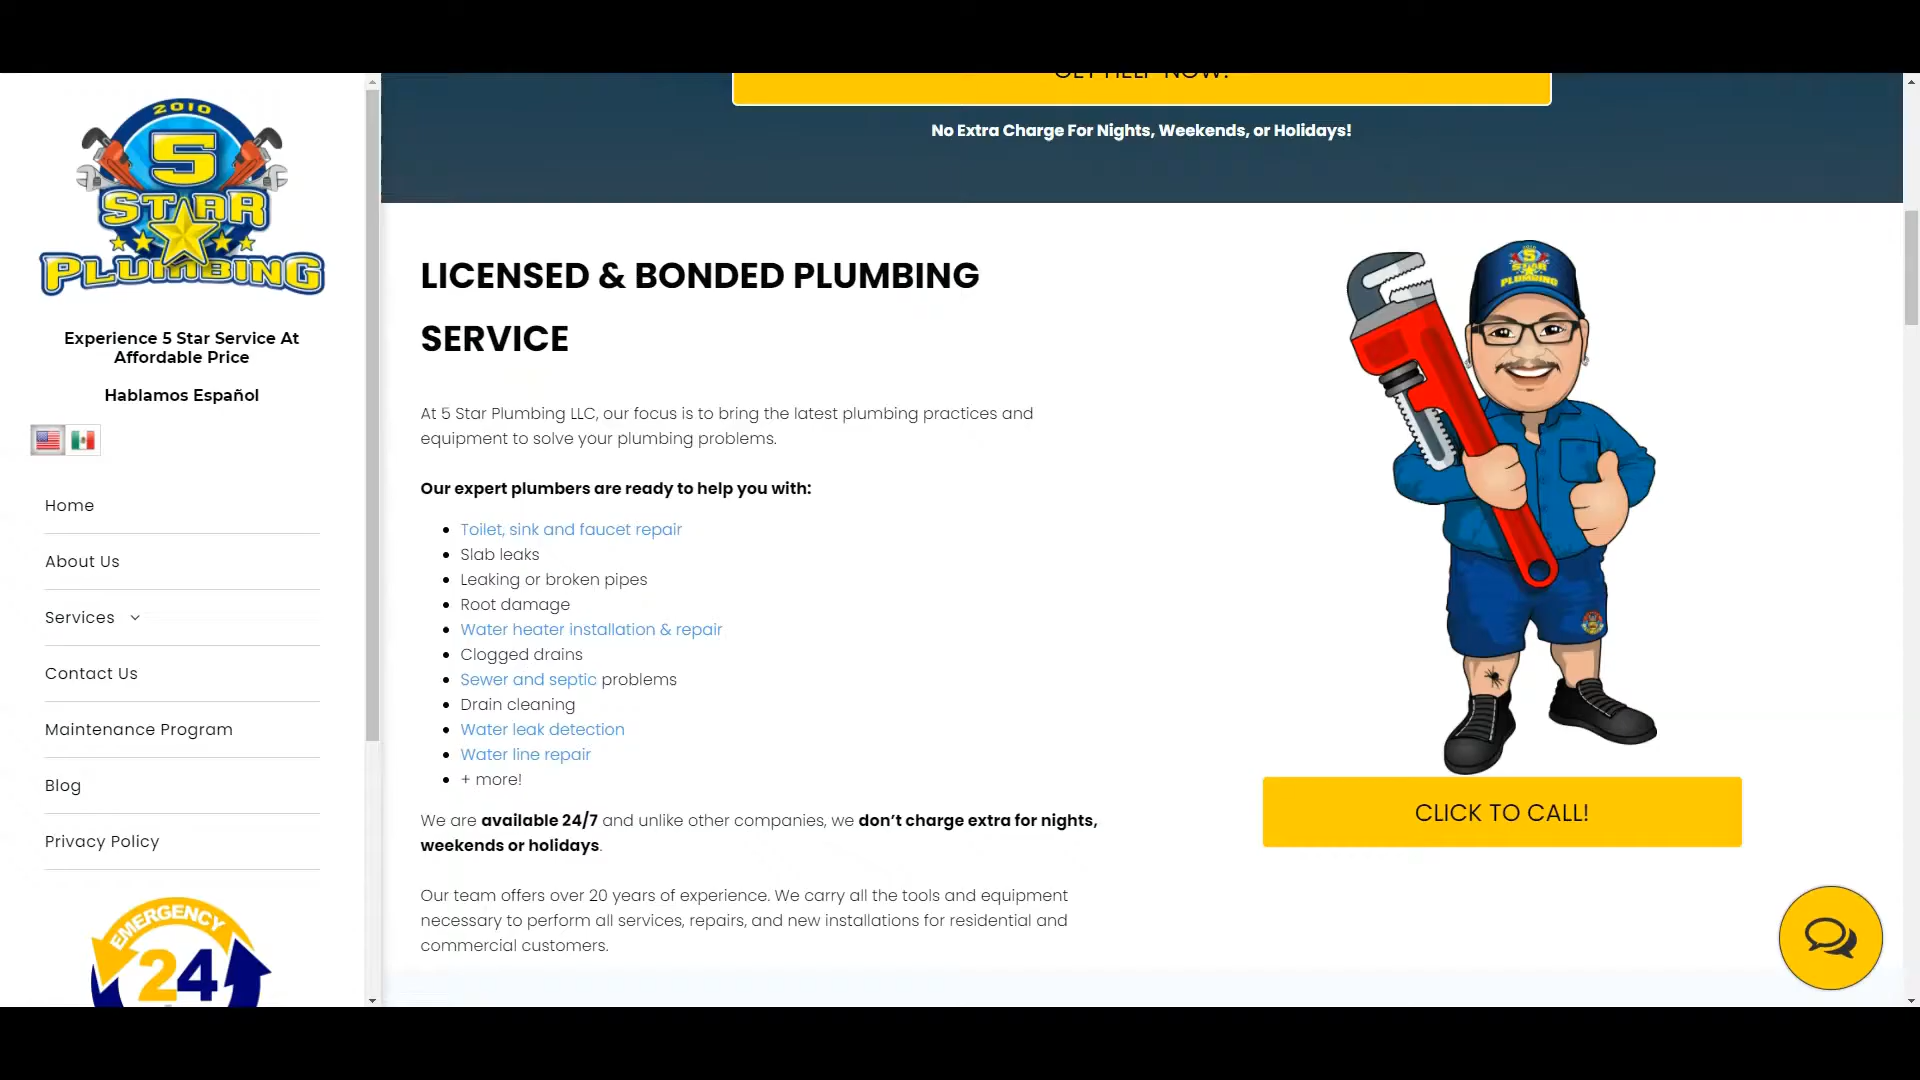 2010
5
STAR
PLUMBING
Experience 5 Star Service At
Affordable Price
Hablamos Español
Home
About Us
Services
Contact Us
Maintenance Program
Blog
Privacy Policy
EMERGENCY
24
GET HELP NOW!
No Extra Charge For Nights, Weekends, or Holidays!
LICENSED & BONDED PLUMBING
SERVICE
At 5 Star Plumbing LLC, our focus is to bring the latest plumbing practices and
equipment to solve your plumbing problems.
Our expert plumbers are ready to help you with:
Toilet, sink and faucet repair
Slab leaks
Leaking or broken pipes
Root damage
Water heater installation & repair
Clogged drains
Sewer and septic problems
Drain cleaning
Water leak detection
Water line repair
+ more!
We are available 24/7 and unlike other companies, we don’t charge extra for nights,
weekends or holidays.
Our team offers over 20 years of experience. We carry all the tools and equipment
necessary to perform all services, repairs, and new installations for residential and
commercial customers.
5
STAR
PLUMBING
CLICK TO CALL!